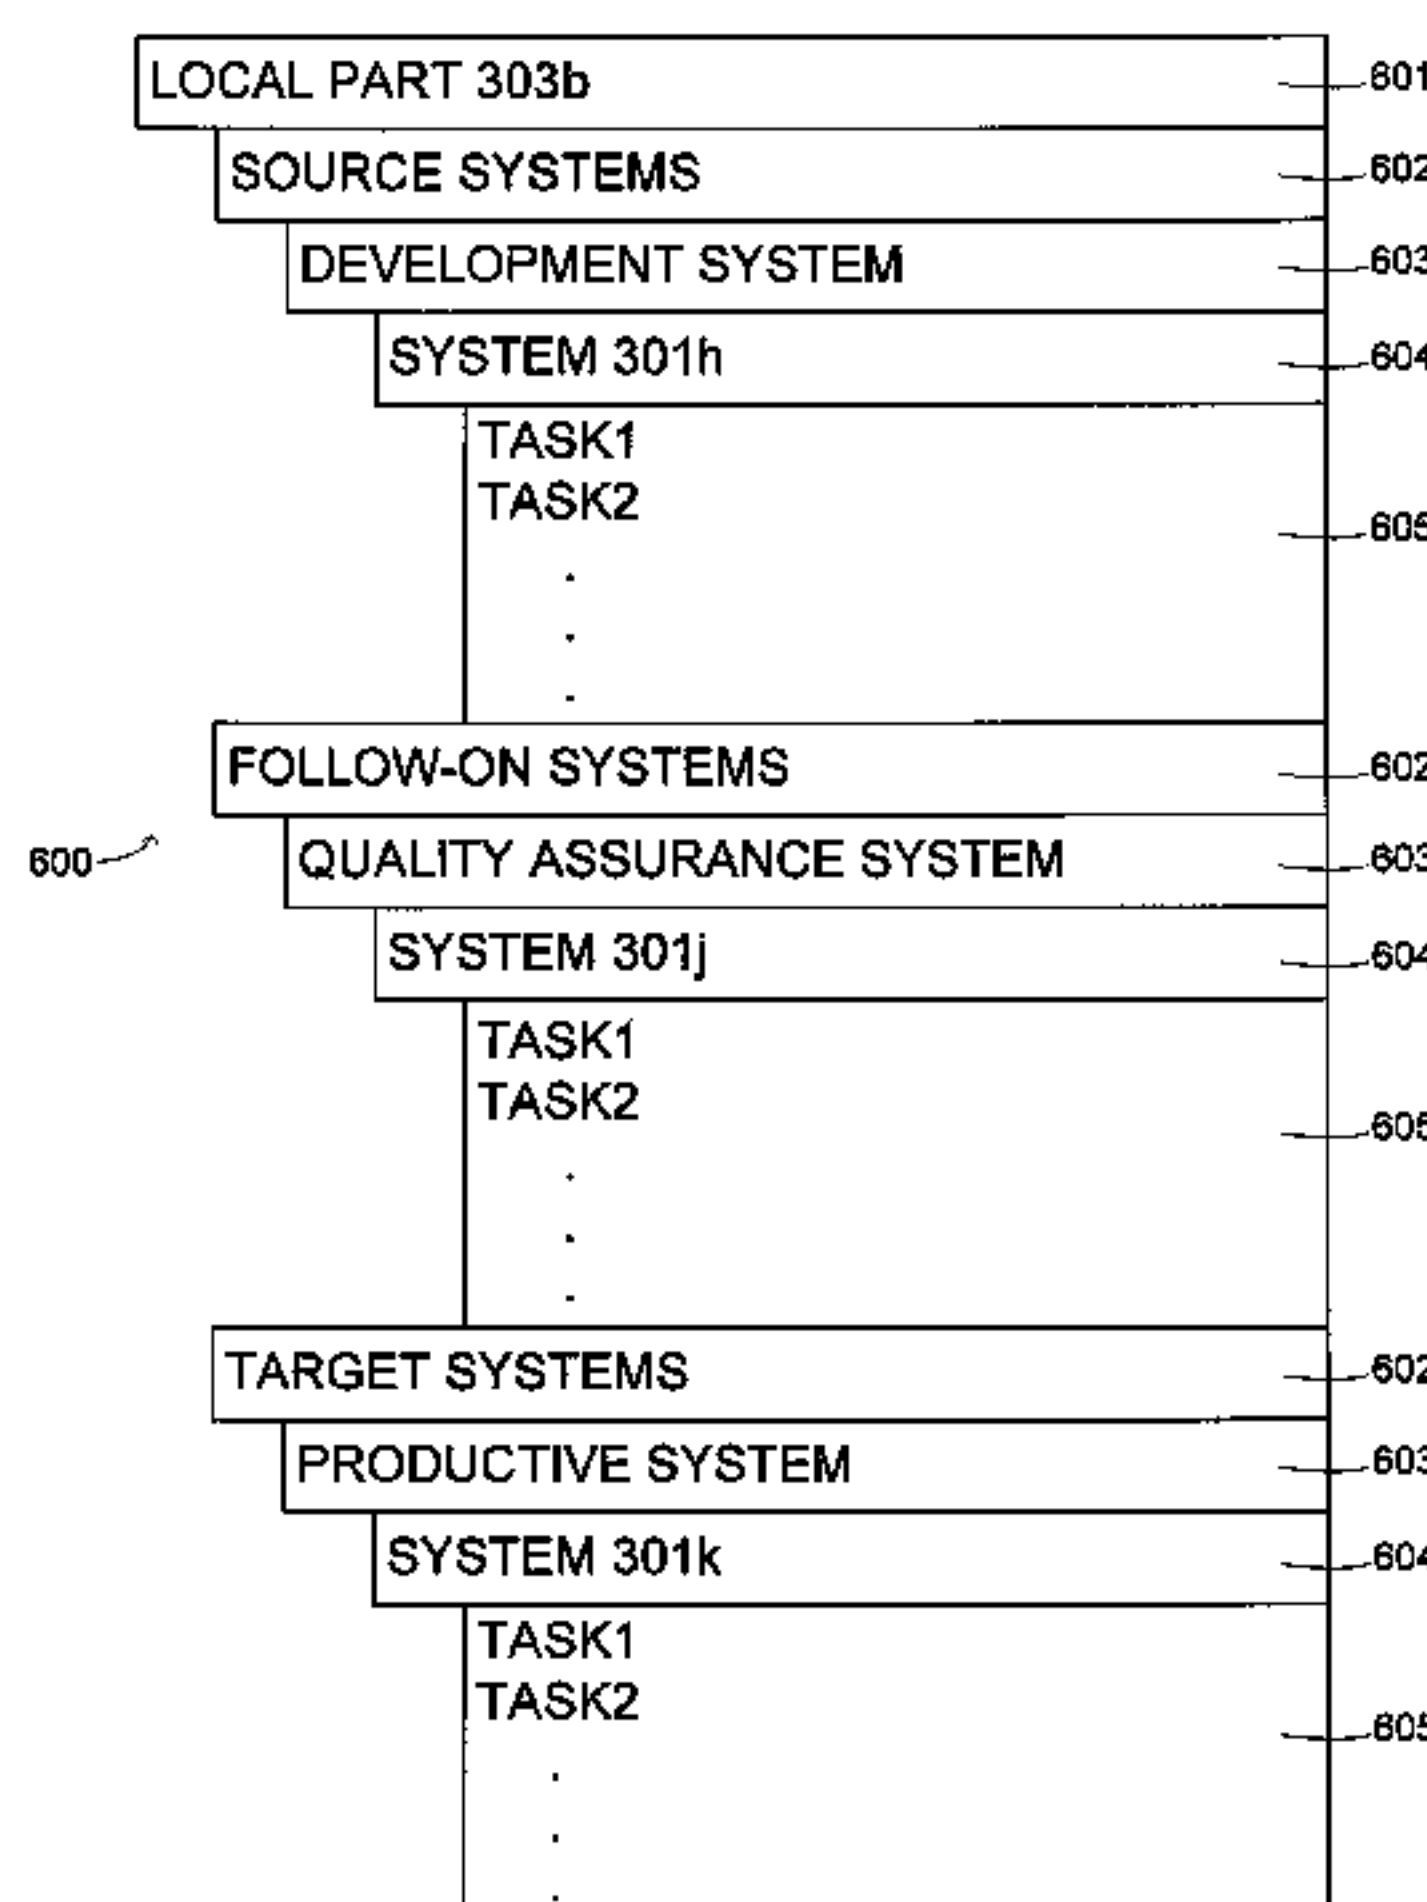 LOCAL PART 303b 601
SOURCE SYSTEMS 602
DEVELOPMENT SYSTEM 603
SYSTEM 301h 604
TASK1
TASK2
605
FOLLOW-ON SYSTEMS 602
600
QUALITY ASSURANCE SYSTEM 603
SYSTEM 301j 604
TASK1
TASK2
605
TARGET SYSTEMS 602
PRODUCTIVE SYSTEM 603
SYSTEM 301k 604
TASK1
TASK2
605